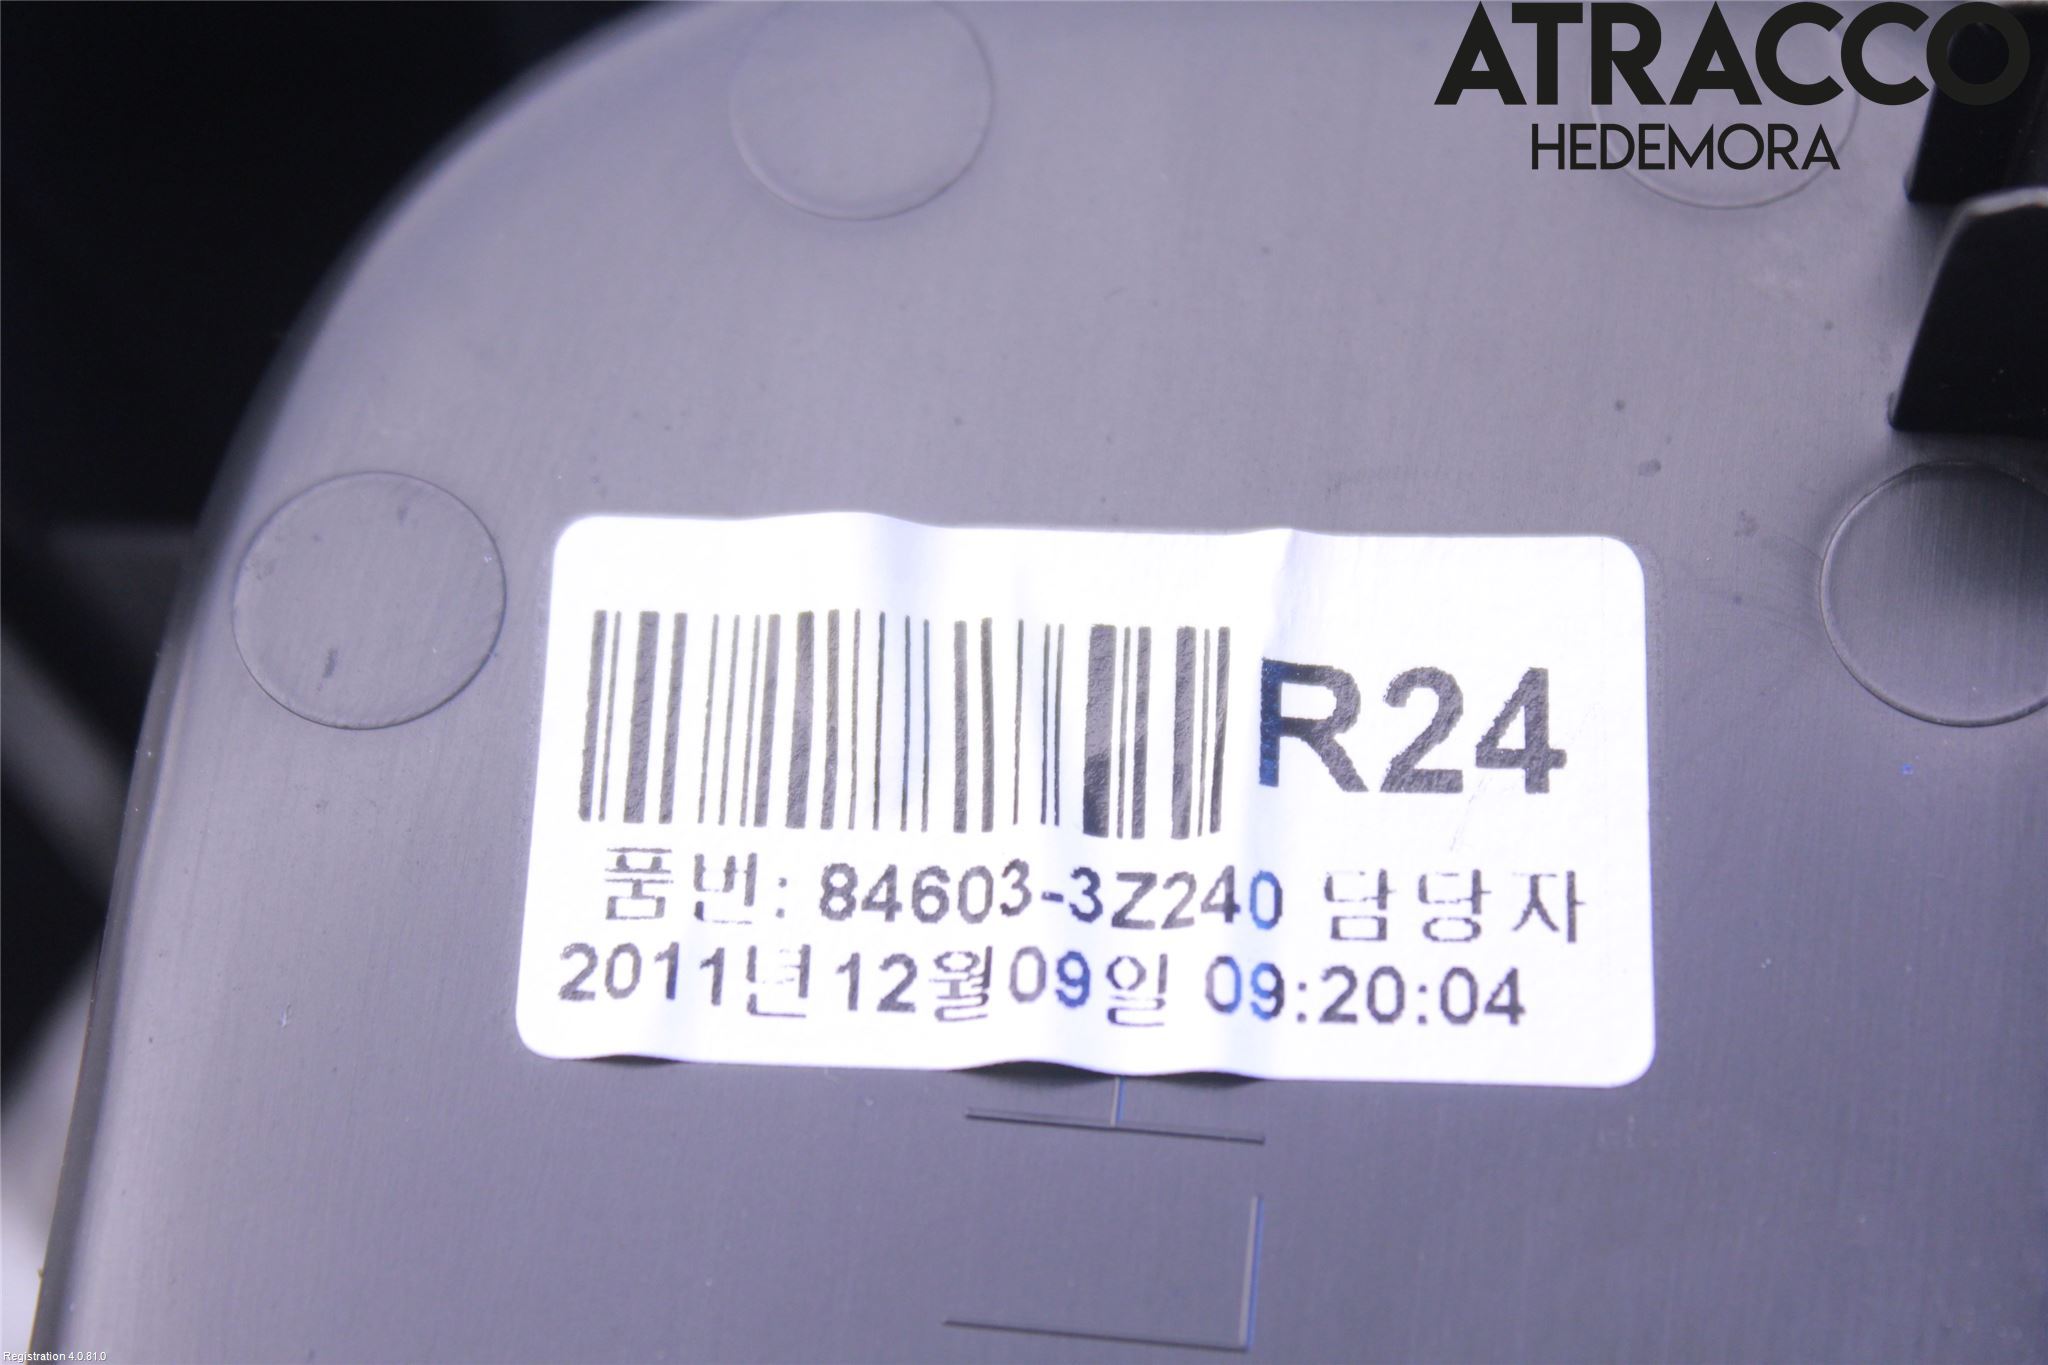 ATRACCO
HEDEMORA
R24
품번: 84603-3Z240 담당자
2011년12월09일 09:20:04
Registration 4.0.81.0